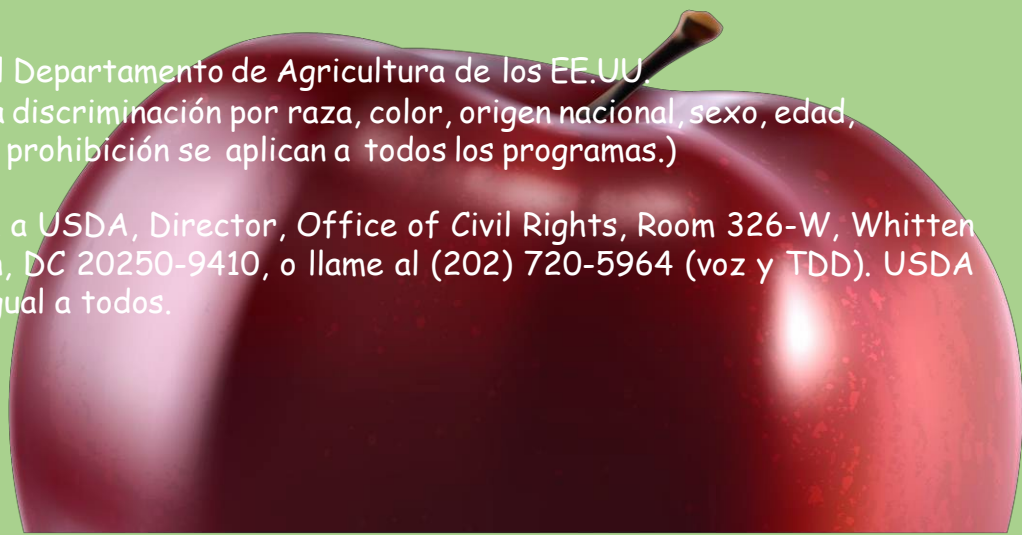 Departamento de Agricultura de los EE.UU.
discriminación por raza, color, origen nacional, sexo, edad,
prohibición se aplican a todos los programas.)
a USDA, Director, Office of Civil Rights, Room 326-W, Whitten
DC 20250-9410, o llame al (202) 720-5964 (voz y TDD). USDA
a todos.